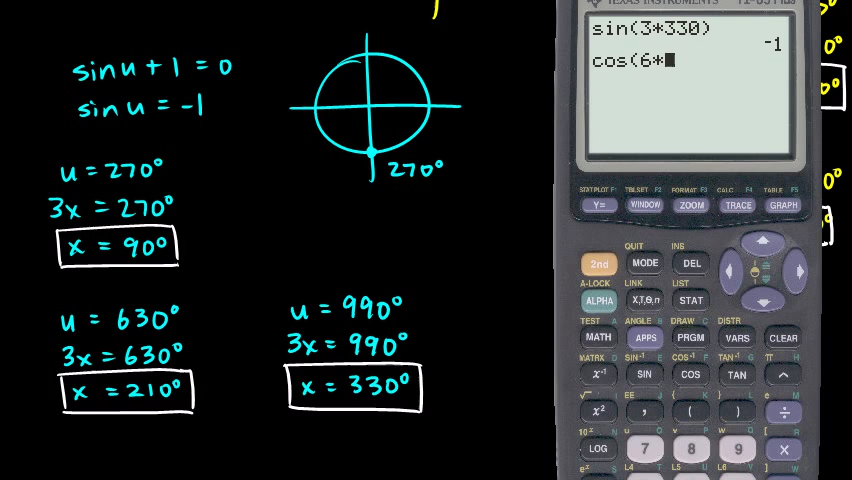 sin u + 1 = 0
sin u = -1
u = 270°
3x = 270°
x = 90°
270°
u = 630°
3x = 630°
x = 210°
u = 990°
3x = 990°
x = 330°
TEXAS INSTRUMENTS
sin(3*330)
-1
cos(6*
STAT PLOT F1 TBLSET F2 FORMAT F3 CALC F4 TABLE F5
Y= WINDOW ZOOM TRACE GRAPH
QUIT INS
2nd MODE DEL
A-LOCK LINK LIST
ALPHA X,T,Θ,n STAT
TEST A ANGLE B DRAW C DISTR
MATH APPS PRGM VARS CLEAR
MATRX D SIN⁻¹ E COS⁻¹ F TAN⁻¹ G π H
x⁻¹ SIN COS TAN ^
√ I EE J { K } L e M
x² , ( ) ÷
10ˣ N u O v P w Q [ R
LOG 7 8 9 ×
eˣ S L4 T L5 U L6 V ] W